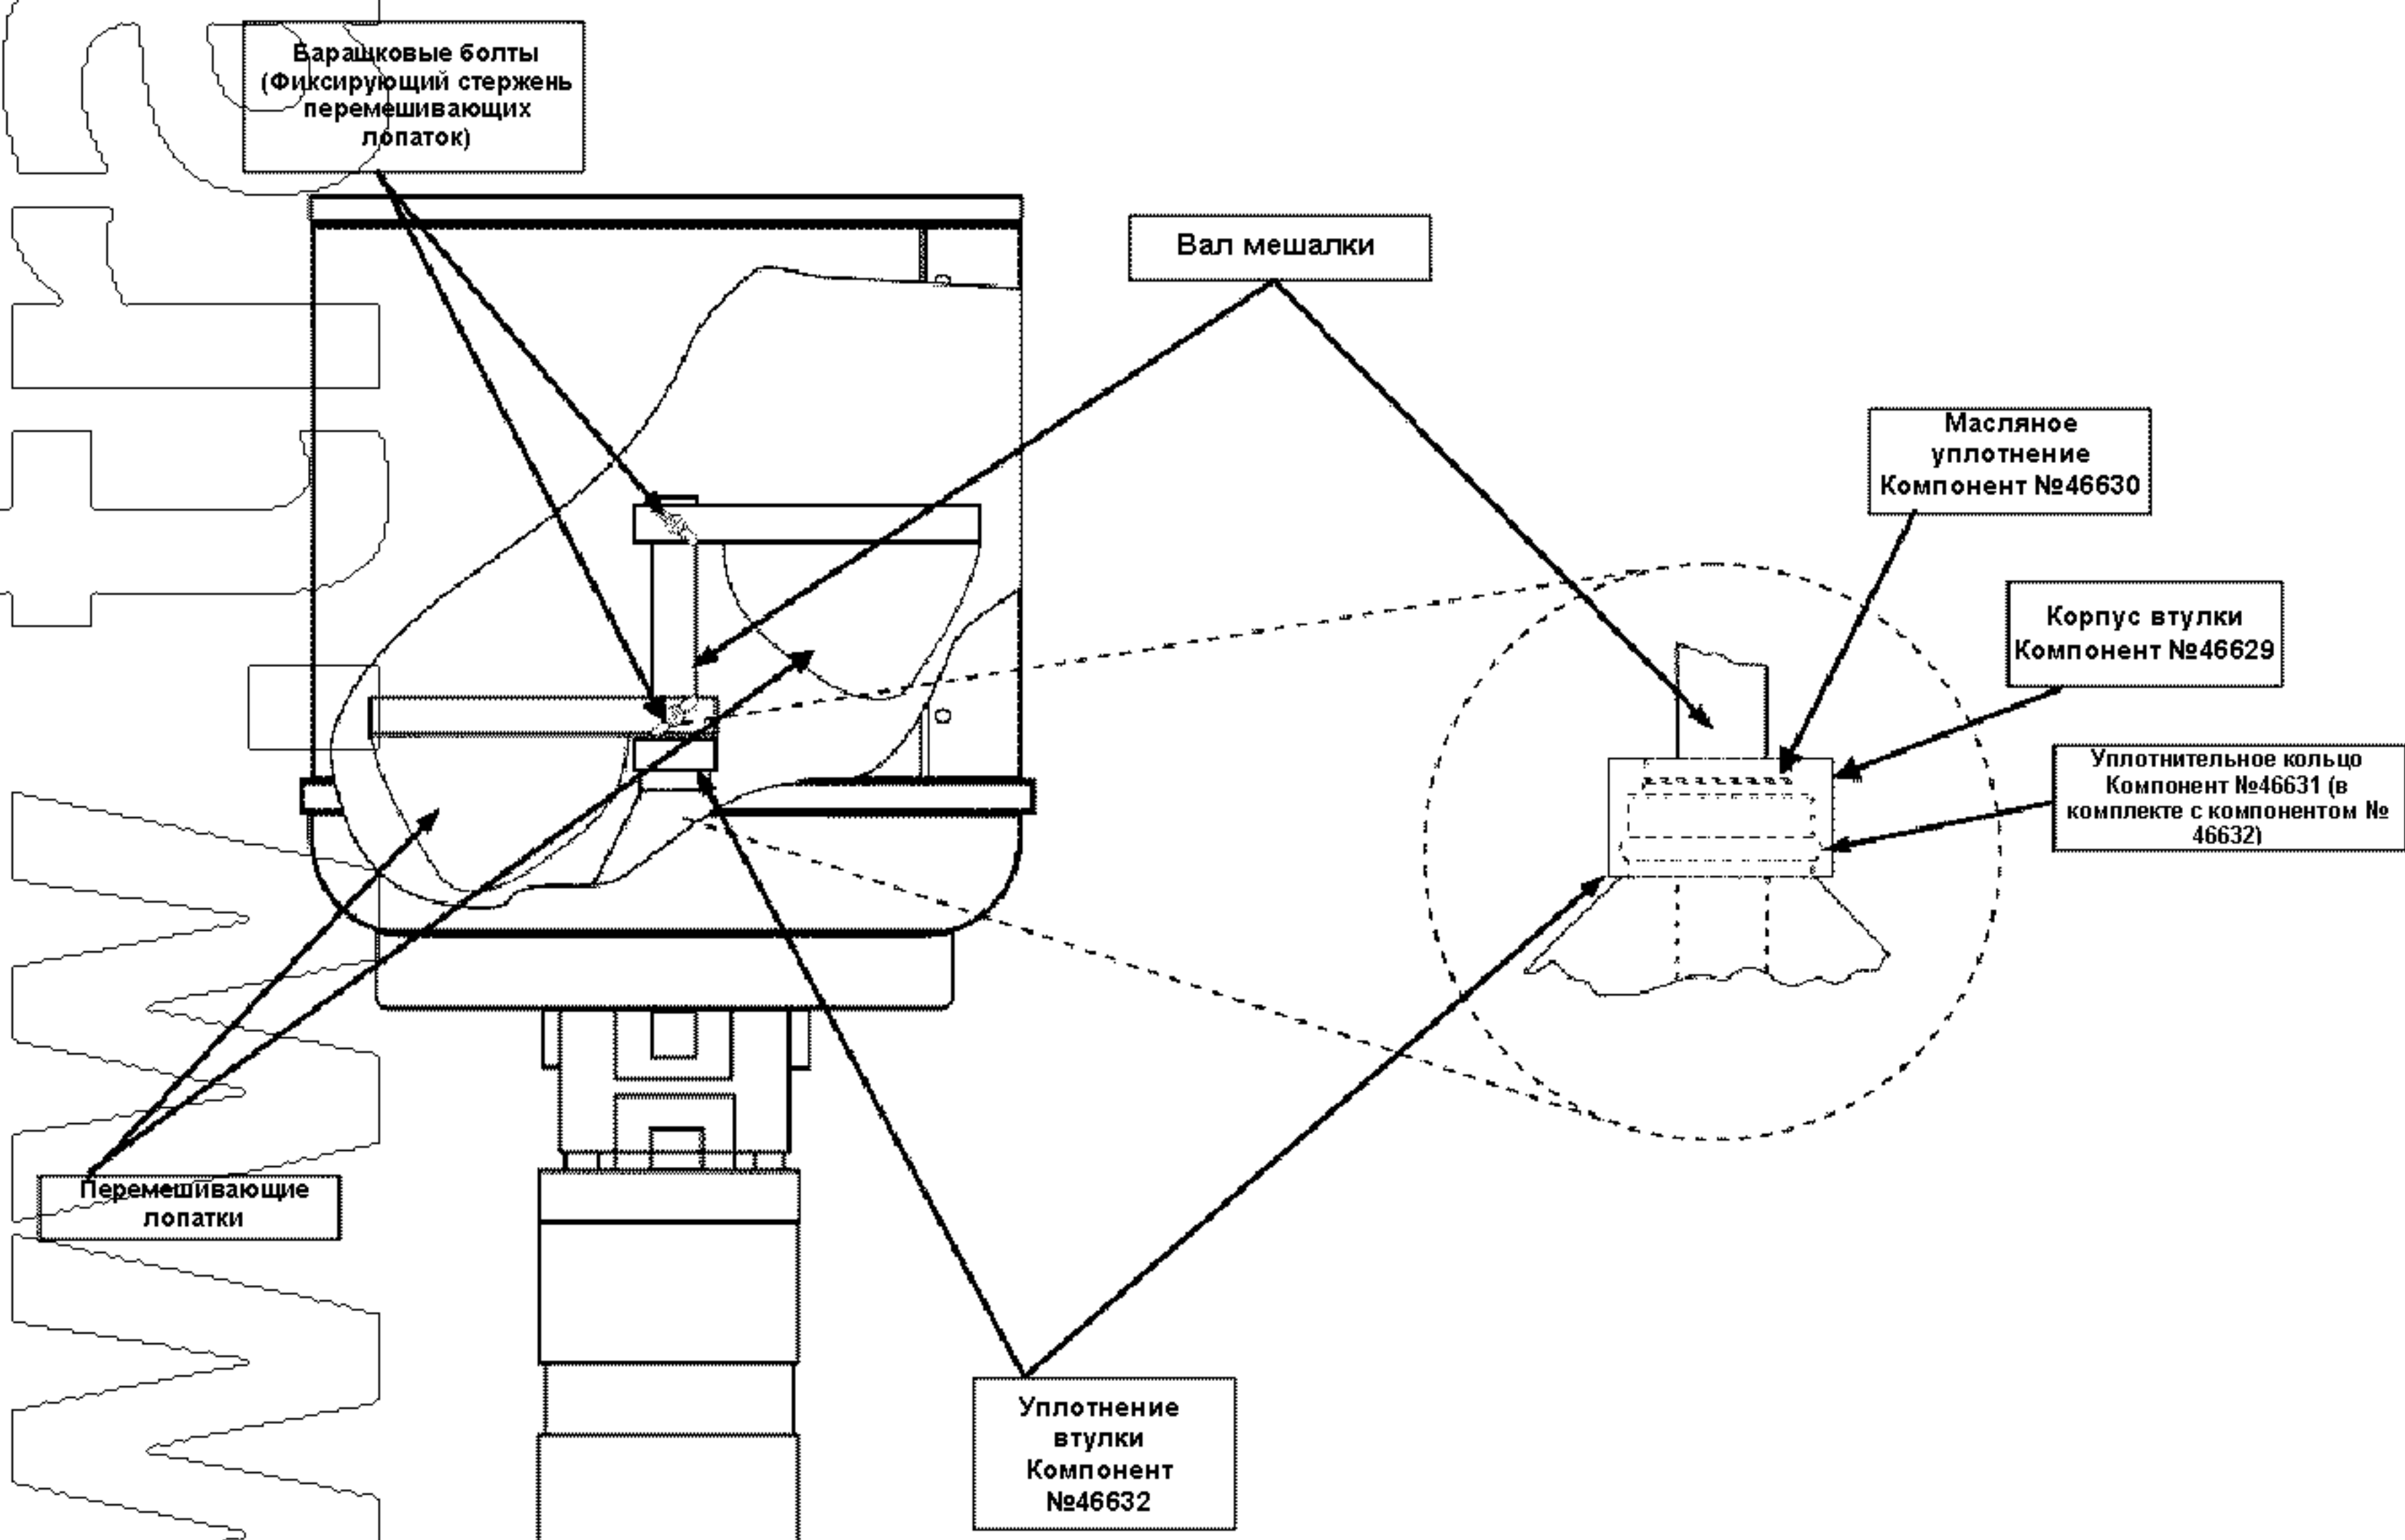 Барашковые болты
(Фиксирующий стержень
перемешивающих
лопаток)
Вал мешалки
Масляное
уплотнение
Компонент №46630
Корпус втулки
Компонент №46629
Уплотнительное кольцо
Компонент №46631 (в
комплекте с компонентом №
46632)
Перемешивающие
лопатки
Уплотнение
втулки
Компонент
№46632